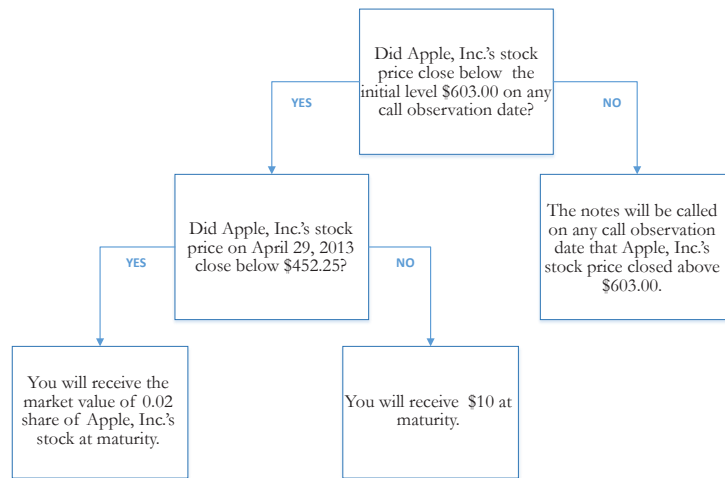 Did Apple, Inc.'s stock
price close below the
initial level $603.00 on any
call observation date?
YES
NO
Did Apple, Inc.'s stock
price on April 29, 2013
close below $452.25?
The notes will be called
on any call observation
date that Apple, Inc.'s
stock price closed above
$603.00.
YES
NO
You will receive the
market value of 0.02
share of Apple, Inc.'s
stock at maturity.
You will receive $10 at
maturity.